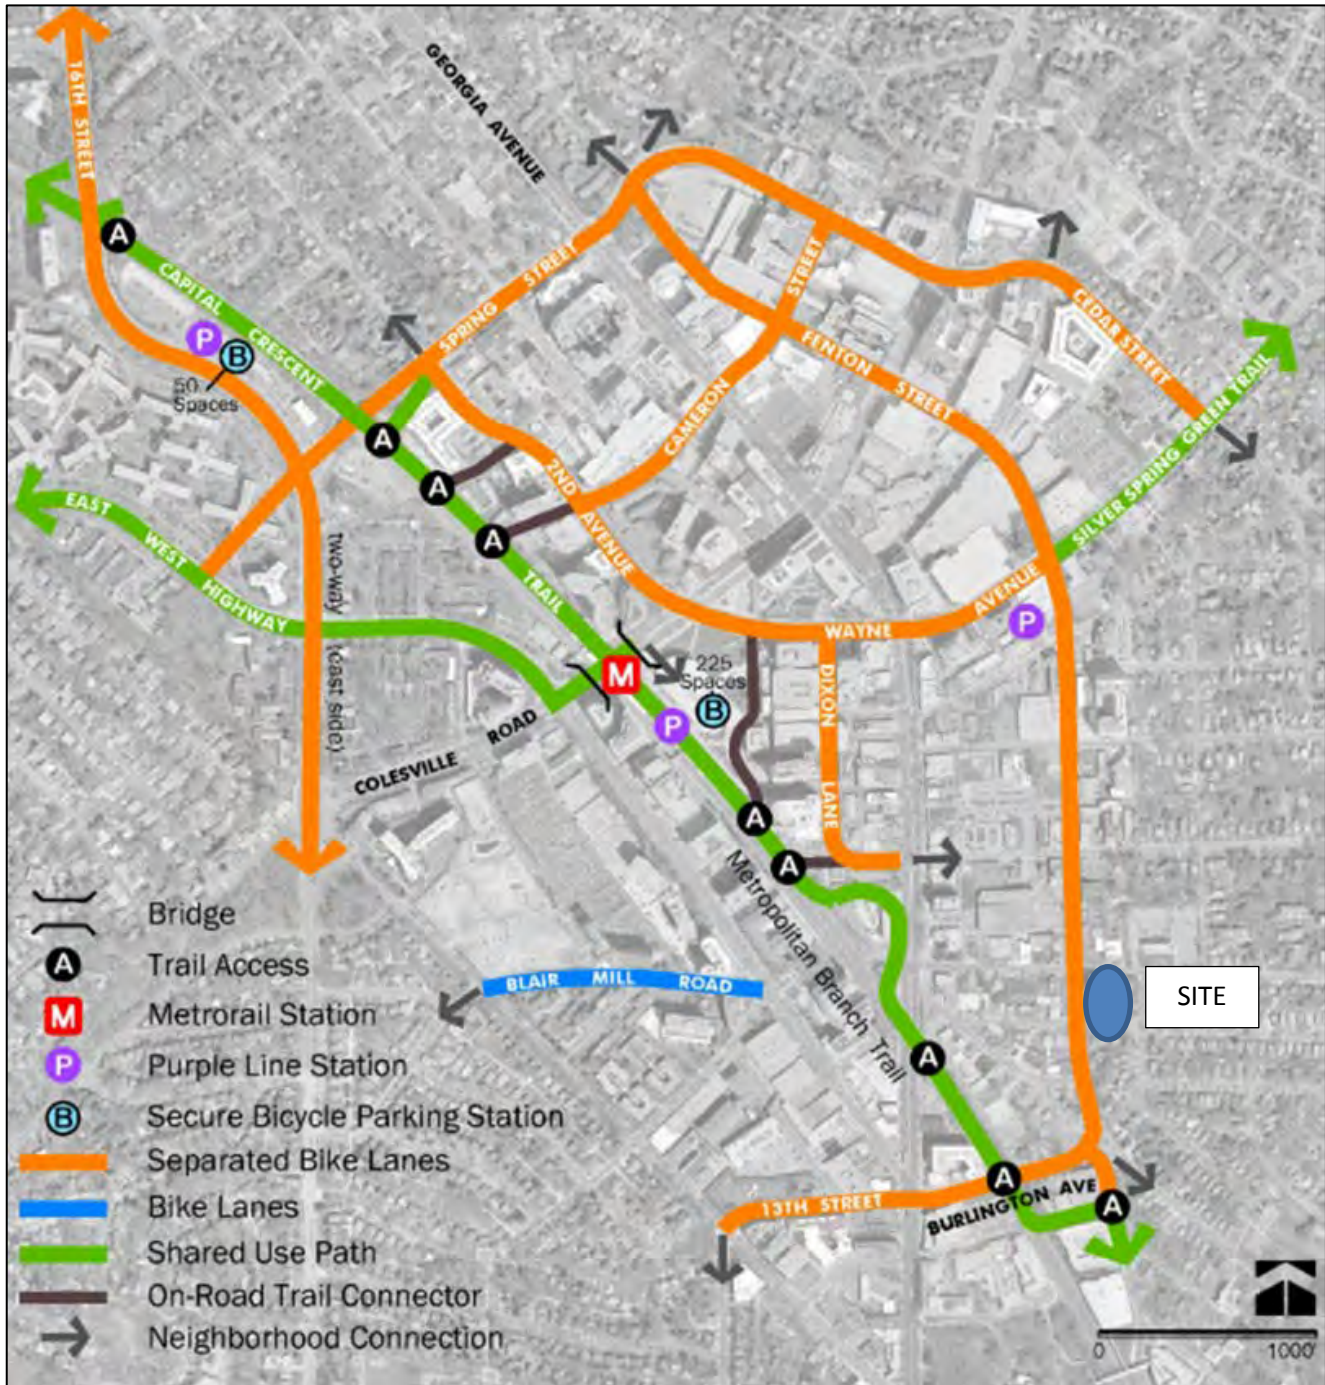 16TH STREET
GEORGIA AVENUE
A
CAPITAL CRESCENT TRAIL
P
B
50
Spaces
SPRING STREET
STREET
CAMERON
FENTON STREET
CEDAR STREET
SILVER SPRING GREEN TRAIL
A
A
A
2ND AVENUE
EAST WEST HIGHWAY
two-way (east side)
WAYNE AVENUE
P
M
225
Spaces
B
P
DIXON LANE
COLESVILLE ROAD
A
A
Metropolitan Branch Trail
BLAIR MILL ROAD
SITE
A
A
13TH STREET
BURLINGTON AVE
A
Bridge
A Trail Access
M Metrorail Station
P Purple Line Station
B Secure Bicycle Parking Station
Separated Bike Lanes
Bike Lanes
Shared Use Path
On-Road Trail Connector
Neighborhood Connection
0 1000'